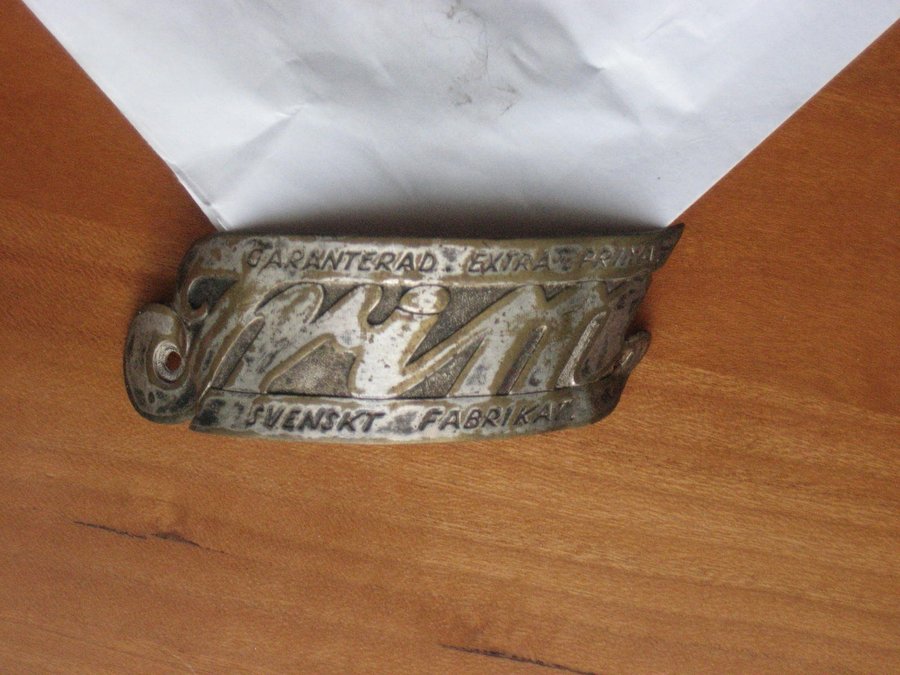 GARANTERAD EXTRA PRIMA
SVENSKT FABRIKAT